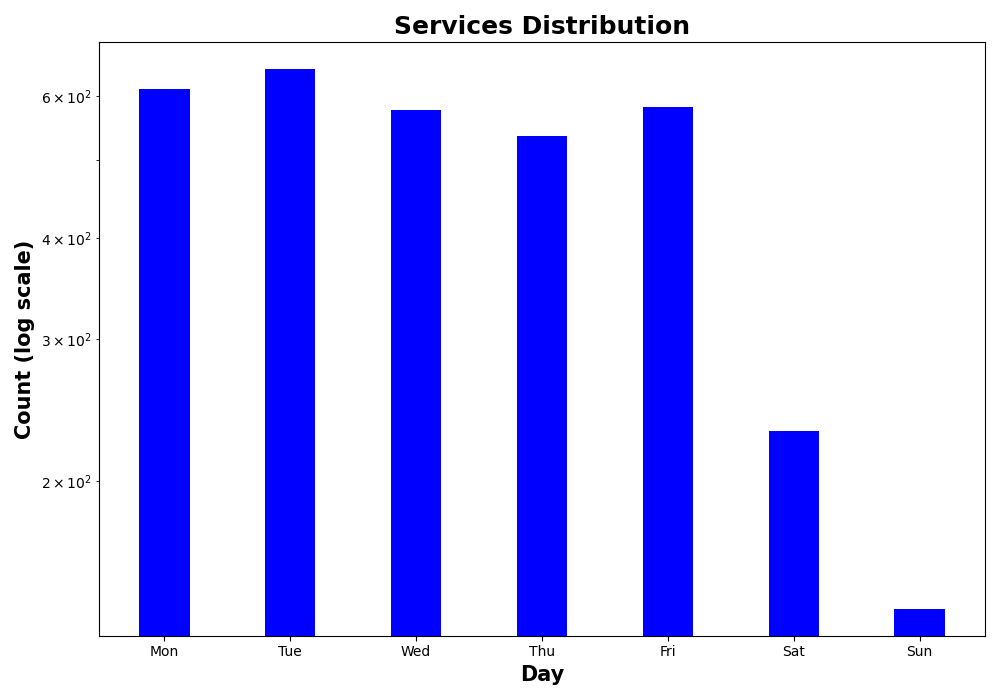 Services Distribution
Count (log scale)
6 × 10²
4 × 10²
3 × 10²
2 × 10²
Mon Tue Wed Thu Fri Sat Sun
Day